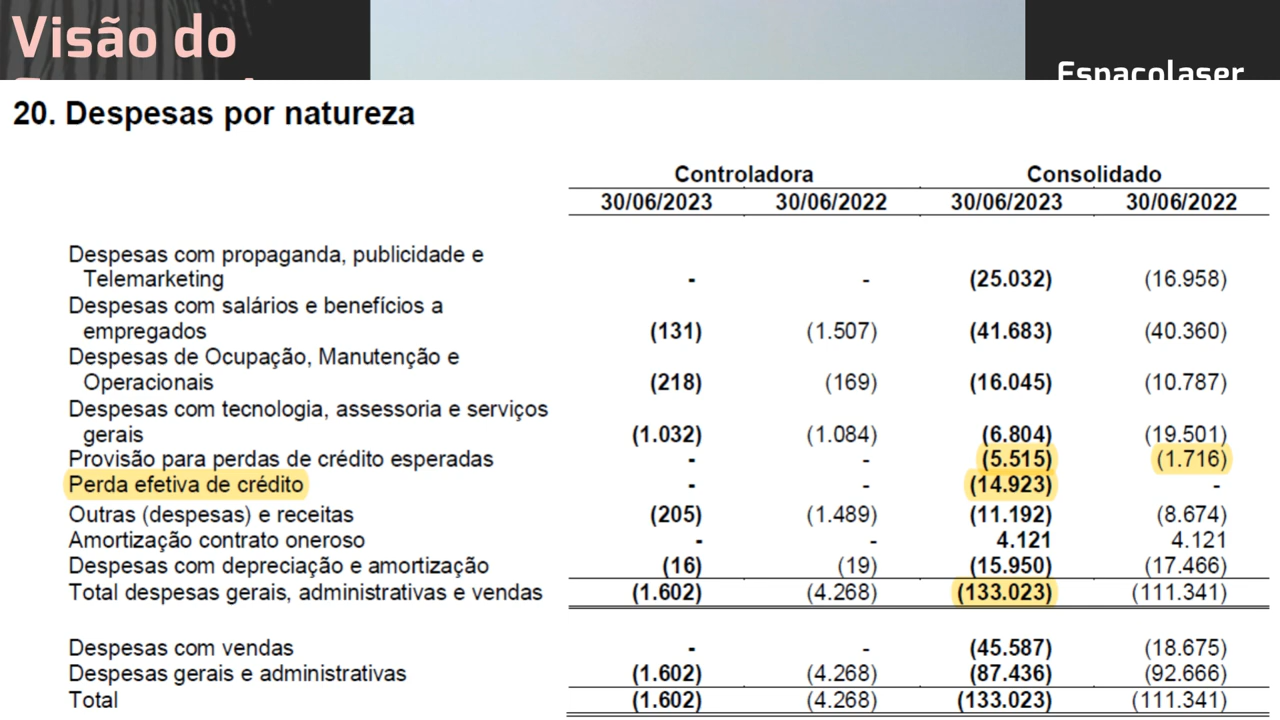 Visão do
Espaçolaser
20. Despesas por natureza
Controladora Consolidado
30/06/2023 30/06/2022 30/06/2023 30/06/2022
Despesas com propaganda, publicidade e
Telemarketing - - (25.032) (16.958)
Despesas com salários e benefícios a
empregados (131) (1.507) (41.683) (40.360)
Despesas de Ocupação, Manutenção e
Operacionais (218) (169) (16.045) (10.787)
Despesas com tecnologia, assessoria e serviços
gerais (1.032) (1.084) (6.804) (19.501)
Provisão para perdas de crédito esperadas - - (5.515) (1.716)
Perda efetiva de crédito - - (14.923) -
Outras (despesas) e receitas (205) (1.489) (11.192) (8.674)
Amortização contrato oneroso - - 4.121 4.121
Despesas com depreciação e amortização (16) (19) (15.950) (17.466)
Total despesas gerais, administrativas e vendas (1.602) (4.268) (133.023) (111.341)
Despesas com vendas - - (45.587) (18.675)
Despesas gerais e administrativas (1.602) (4.268) (87.436) (92.666)
Total (1.602) (4.268) (133.023) (111.341)